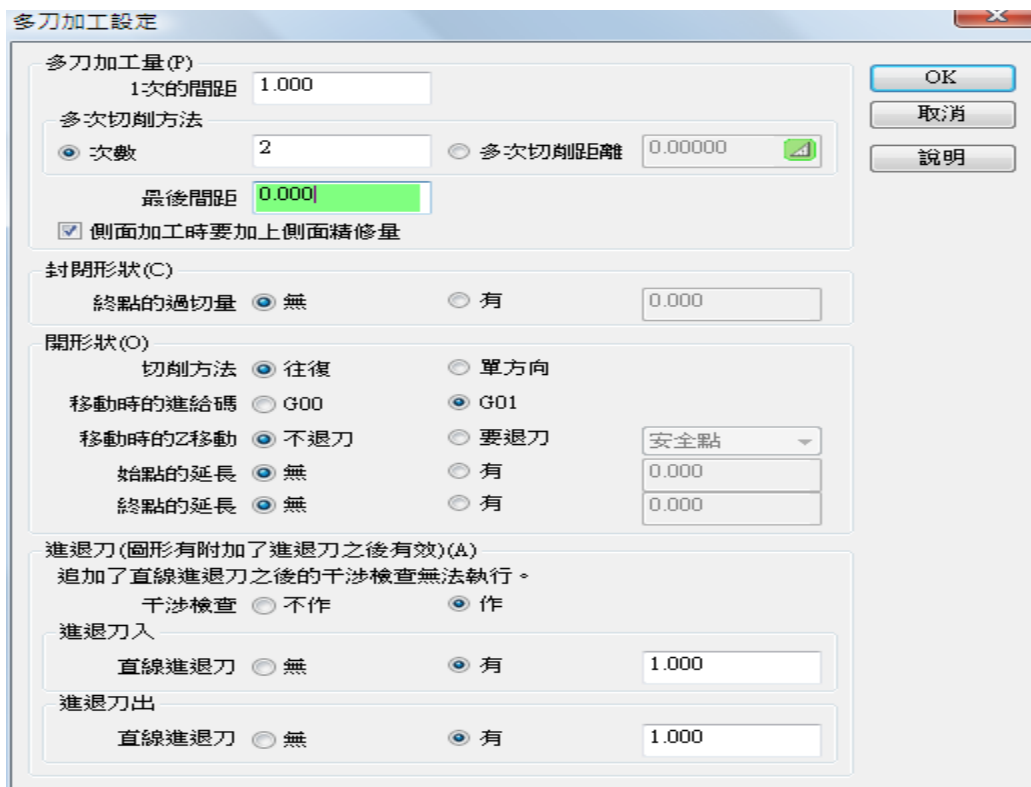 多刀加工設定
多刀加工量(P)
1次的間距 1.000
多次切削方法
次數 2 多次切削距離 0.00000
最後間距 0.000
側面加工時要加上側面精修量
封閉形狀(C)
終點的過切量 無 有 0.000
開形狀(O)
切削方法 往復 單方向
移動時的進給碼 G00 G01
移動時的Z移動 不退刀 要退刀 安全點
始點的延長 無 有 0.000
終點的延長 無 有 0.000
進退刀(圖形有附加了進退刀之後有效)(A)
追加了直線進退刀之後的干涉檢查無法執行。
干涉檢查 不作 作
進退刀入
直線進退刀 無 有 1.000
進退刀出
直線進退刀 無 有 1.000
OK
取消
說明